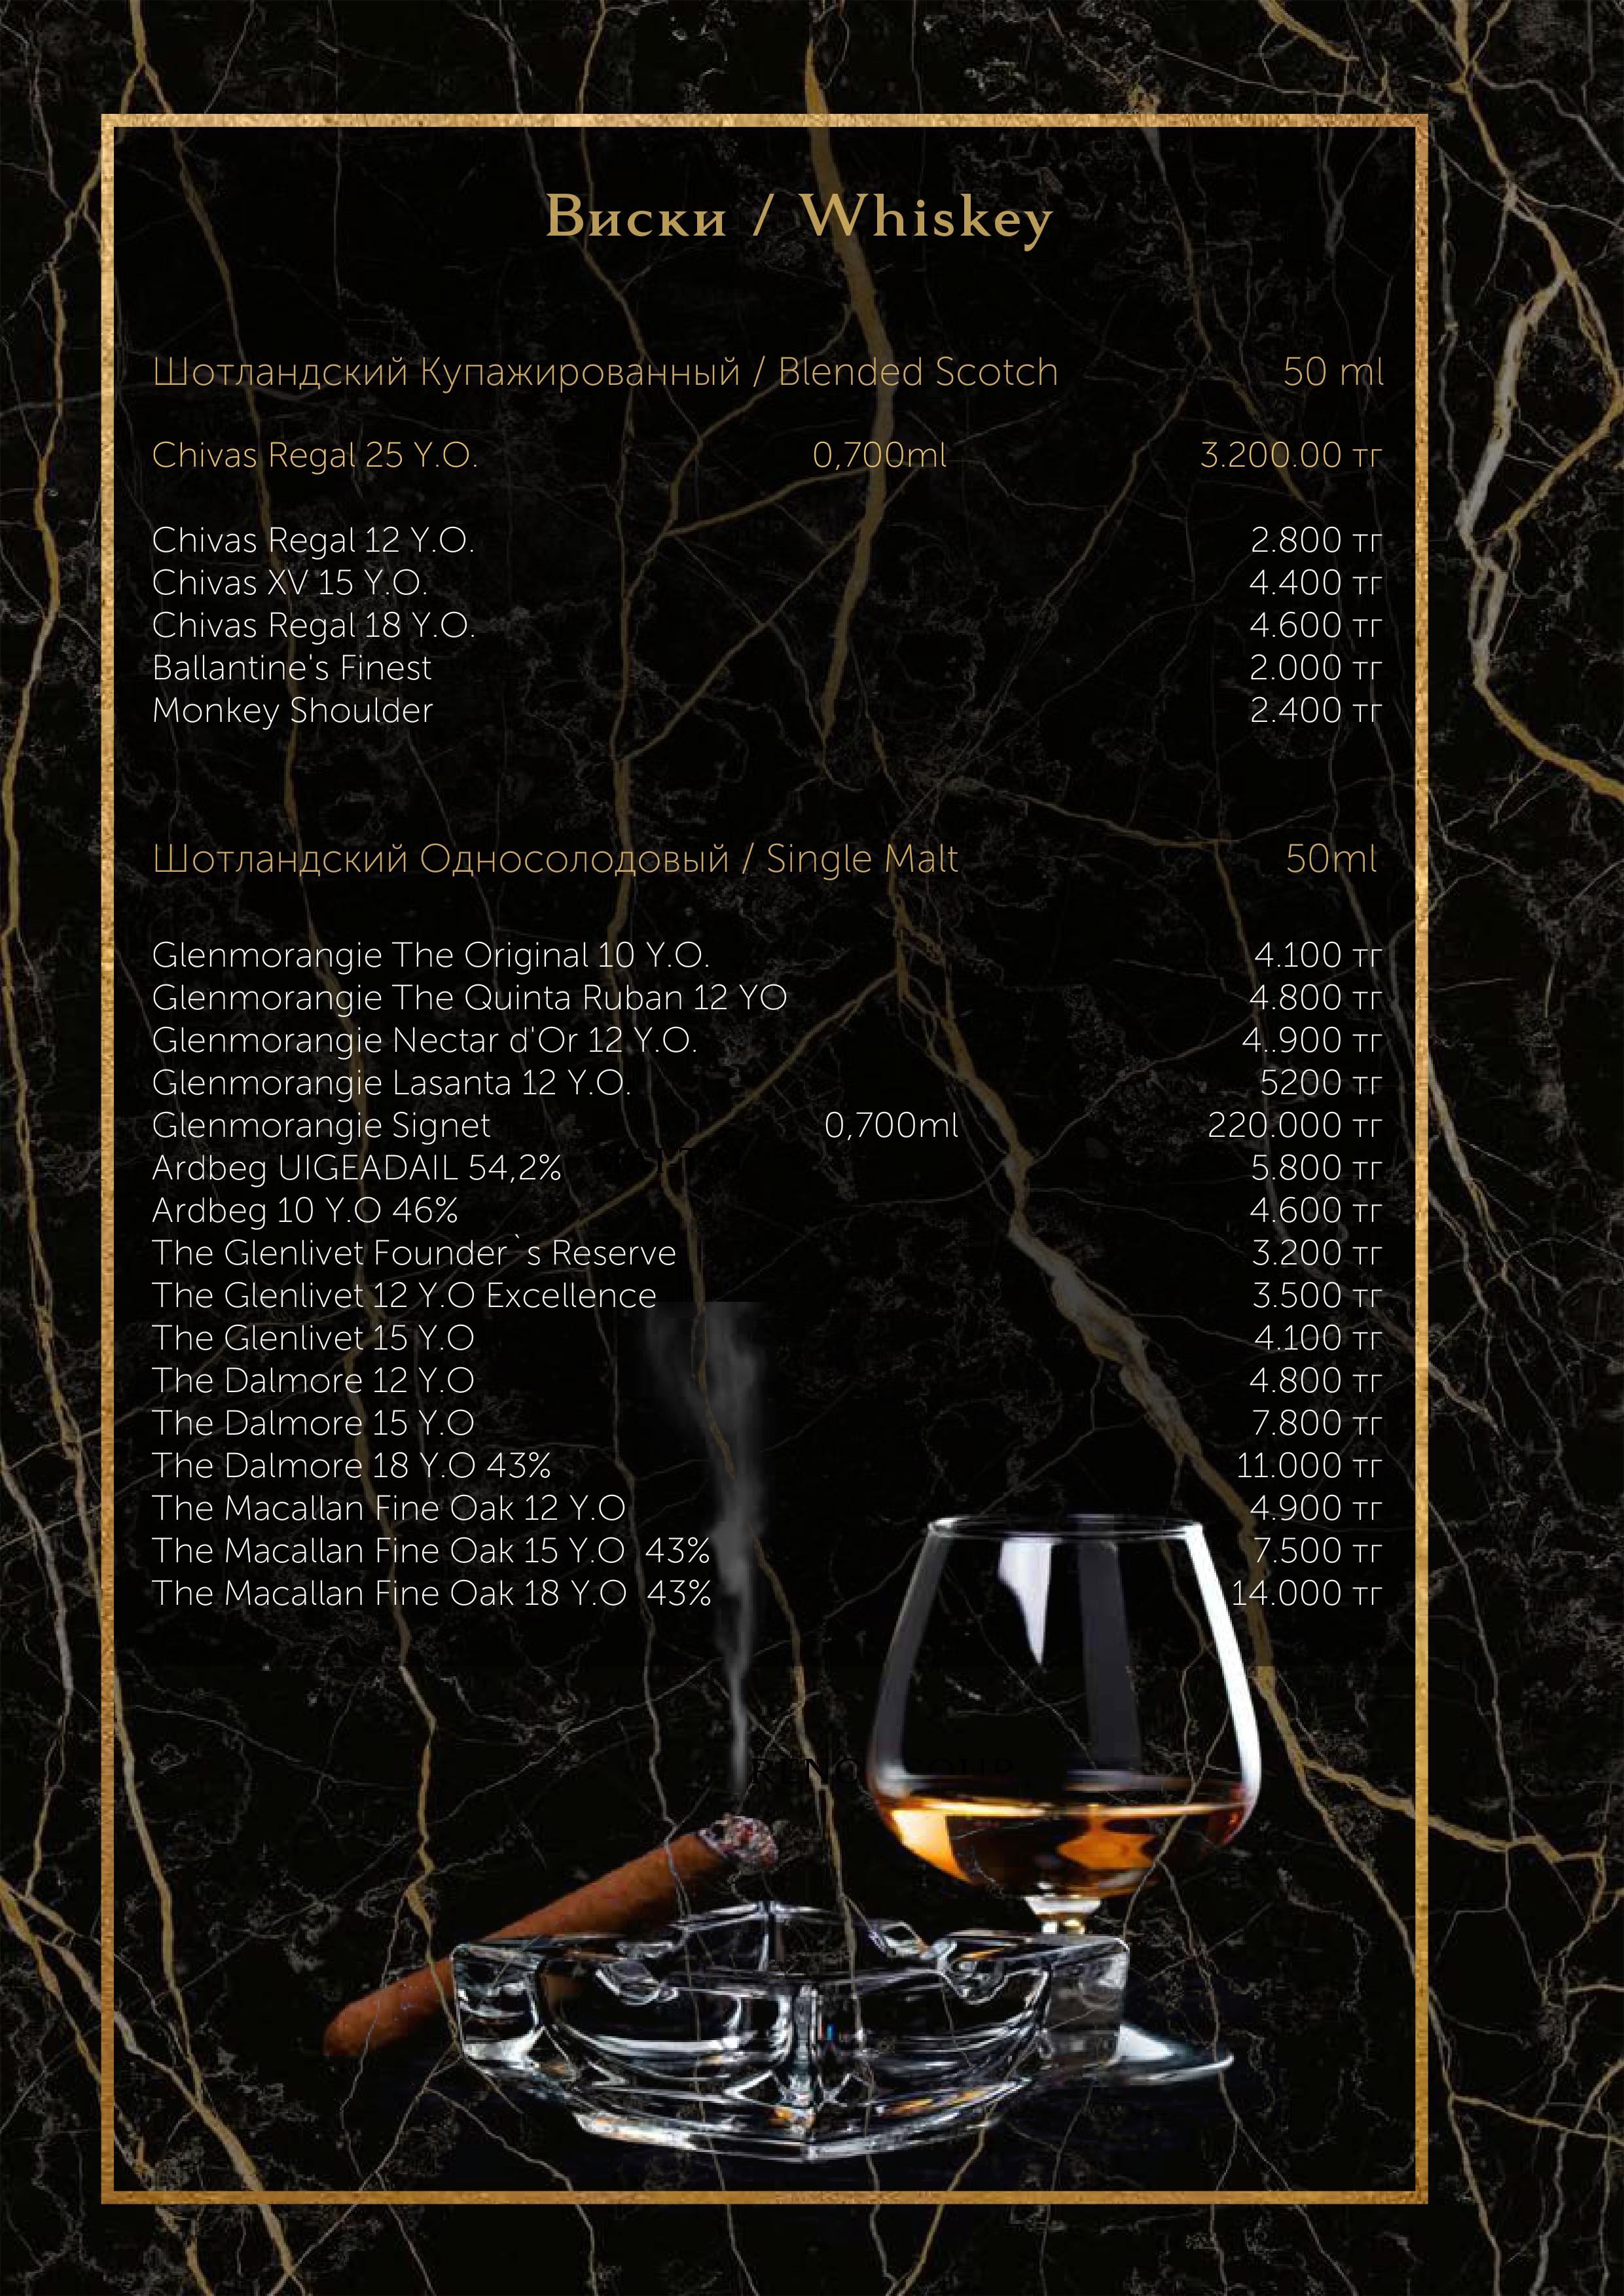 Виски / Whiskey
Шотландский Купажированный / Blended Scotch 50 ml
Chivas Regal 25 Y.O. 0,700ml 3.200.00 тг
Chivas Regal 12 Y.O. 2.800 тг
Chivas XV 15 Y.O. 4.400 тг
Chivas Regal 18 Y.O. 4.600 тг
Ballantine's Finest 2.000 тг
Monkey Shoulder 2.400 тг
Шотландский Односолодовый / Single Malt 50ml
Glenmorangie The Original 10 Y.O. 4.100 тг
Glenmorangie The Quinta Ruban 12 YO 4.800 тг
Glenmorangie Nectar d'Or 12 Y.O. 4..900 тг
Glenmorangie Lasanta 12 Y.O. 5200 тг
Glenmorangie Signet 0,700ml 220.000 тг
Ardbeg UIGEADAIL 54,2% 5.800 тг
Ardbeg 10 Y.O 46% 4.600 тг
The Glenlivet Founder`s Reserve 3.200 тг
The Glenlivet 12 Y.O Excellence 3.500 тг
The Glenlivet 15 Y.O 4.100 тг
The Dalmore 12 Y.O 4.800 тг
The Dalmore 15 Y.O 7.800 тг
The Dalmore 18 Y.O 43% 11.000 тг
The Macallan Fine Oak 12 Y.O 4.900 тг
The Macallan Fine Oak 15 Y.O 43% 7.500 тг
The Macallan Fine Oak 18 Y.O 43% 14.000 тг